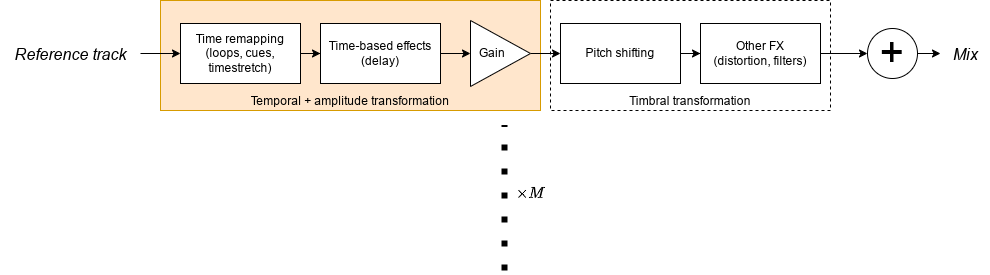 Reference track
Time remapping
(loops, cues,
timestretch)
Time-based effects
(delay)
Gain
Temporal + amplitude transformation
Pitch shifting
Other FX
(distortion, filters)
Timbral transformation
+
Mix
×M